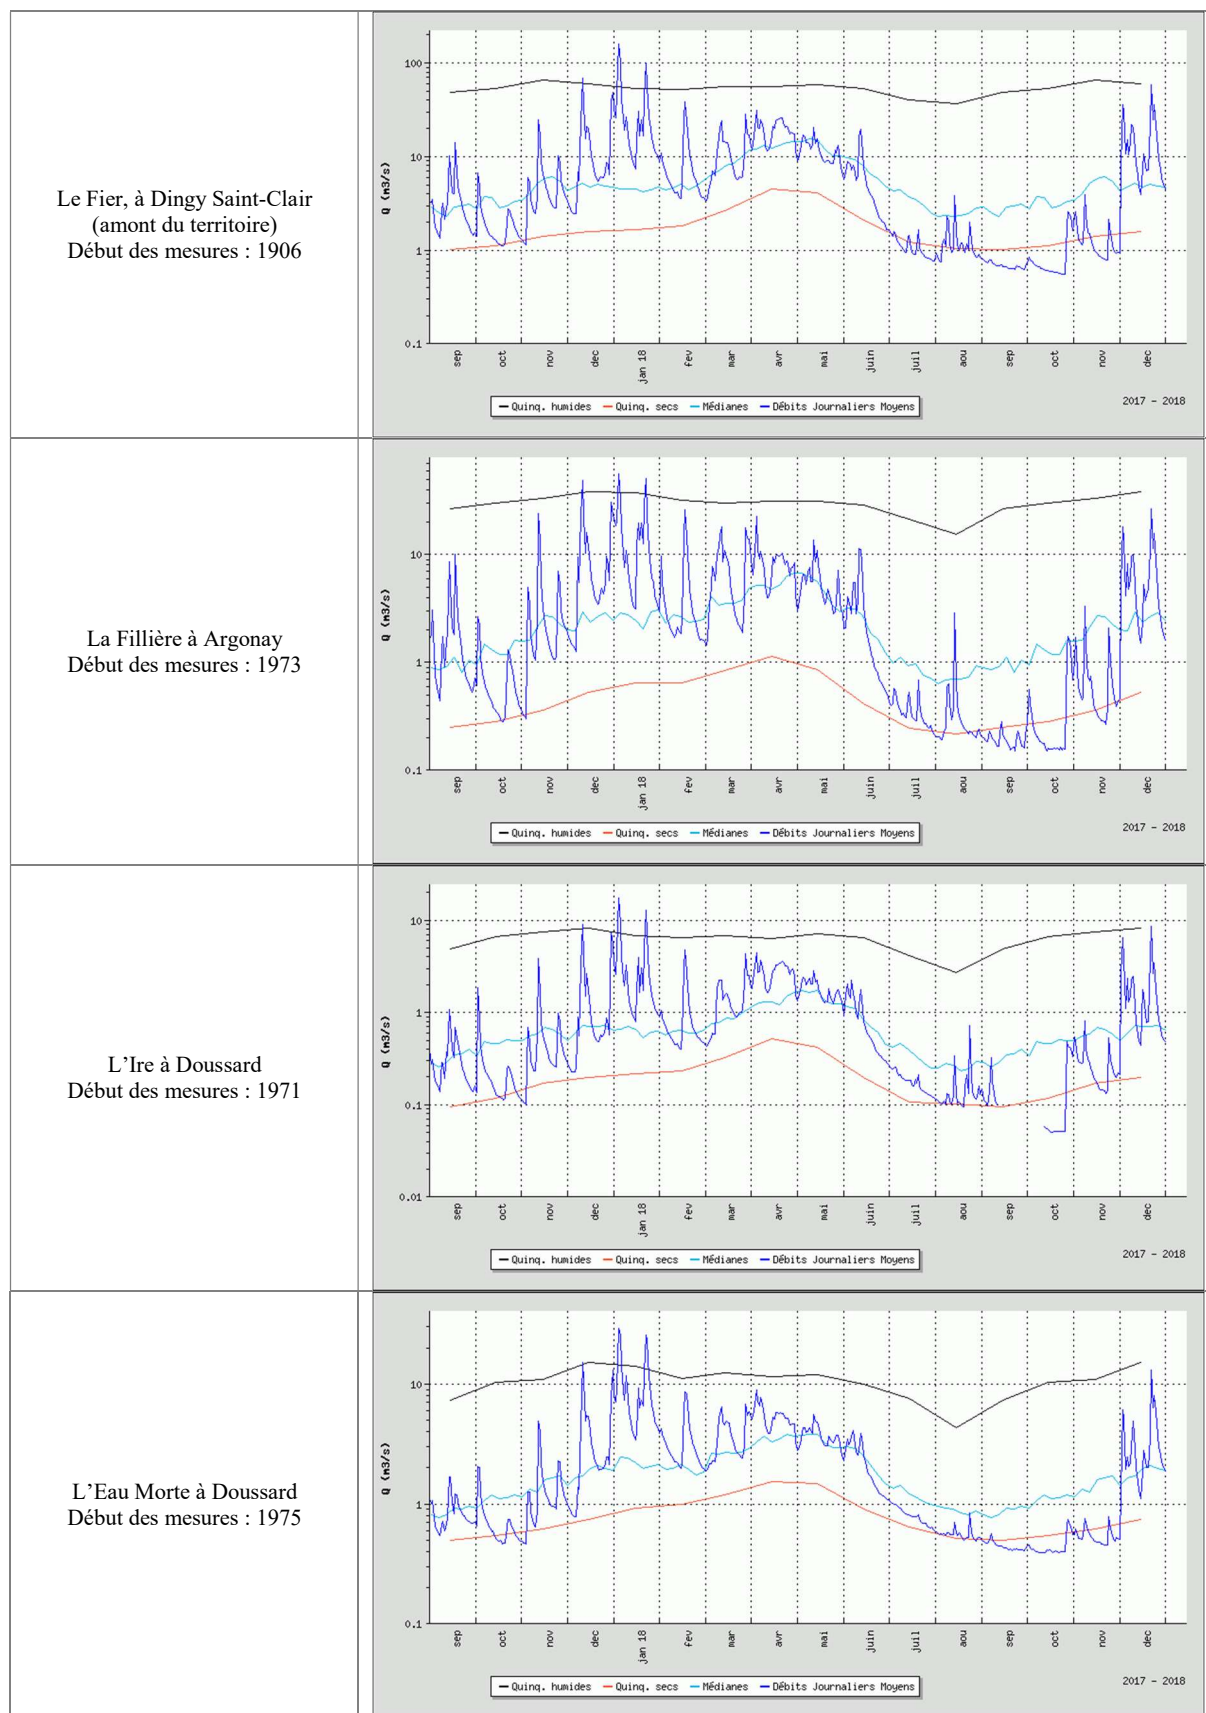 Le Fier, à Dingy Saint-Clair
(amont du territoire)
Début des mesures : 1906
Q (m3/s)
100
10
1
0.1
sep
oct
nov
dec
jan 18
fev
mar
avr
mai
juin
juil
aou
sep
oct
nov
dec
Quinq. humides Quinq. secs Médianes Débits Journaliers Moyens
2017 - 2018
La Fillière à Argonay
Début des mesures : 1973
Q (m3/s)
10
1
0.1
sep
oct
nov
dec
jan 18
fev
mar
avr
mai
juin
juil
aou
sep
oct
nov
dec
Quinq. humides Quinq. secs Médianes Débits Journaliers Moyens
2017 - 2018
L’Ire à Doussard
Début des mesures : 1971
Q (m3/s)
10
1
0.1
0.01
sep
oct
nov
dec
jan 18
fev
mar
avr
mai
juin
juil
aou
sep
oct
nov
dec
Quinq. humides Quinq. secs Médianes Débits Journaliers Moyens
2017 - 2018
L’Eau Morte à Doussard
Début des mesures : 1975
Q (m3/s)
10
1
0.1
sep
oct
nov
dec
jan 18
fev
mar
avr
mai
juin
juil
aou
sep
oct
nov
dec
Quinq. humides Quinq. secs Médianes Débits Journaliers Moyens
2017 - 2018